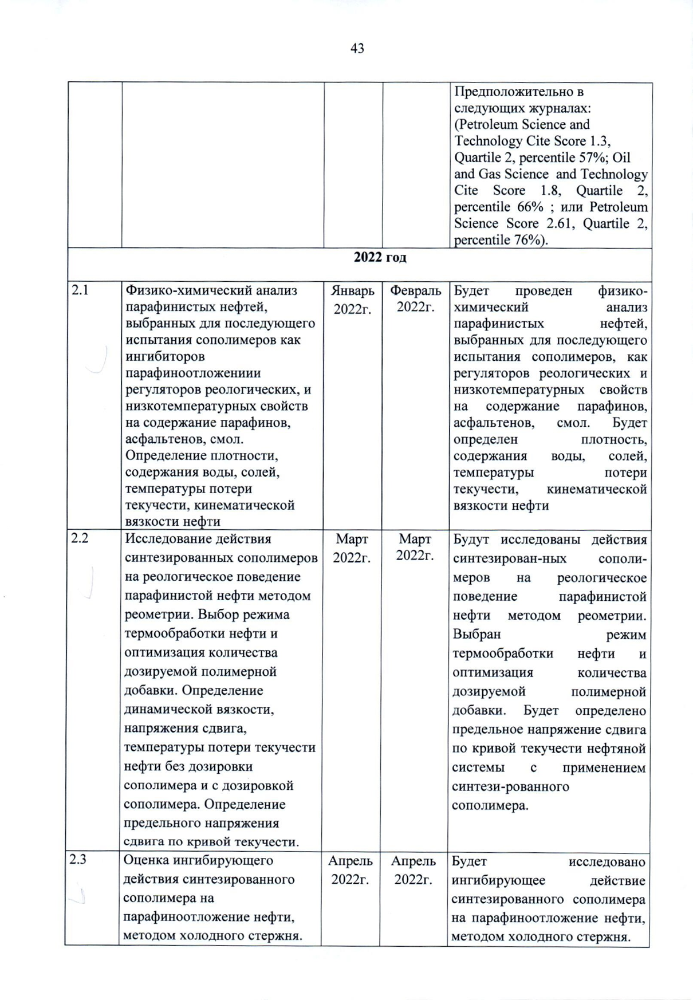 43
Предположительно в
следующих журналах:
(Petroleum Science and
Technology Cite Score 1.3,
Quartile 2, percentile 57%; Oil
and Gas Science and Technology
Cite Score 1.8, Quartile 2,
percentile 66% ; или Petroleum
Science Score 2.61, Quartile 2,
percentile 76%).
2022 год
2.1
Физико-химический анализ
парафинистых нефтей,
выбранных для последующего
испытания сополимеров как
ингибиторов
парафиноотложениии
регуляторов реологических, и
низкотемпературных свойств
на содержание парафинов,
асфальтенов, смол.
Определение плотности,
содержания воды, солей,
температуры потери
текучести, кинематической
вязкости нефти
Январь
2022г.
Февраль
2022г.
Будет проведен физико-
химический анализ
парафинистых нефтей,
выбранных для последующего
испытания сополимеров, как
регуляторов реологических и
низкотемпературных свойств
на содержание парафинов,
асфальтенов, смол. Будет
определен плотность,
содержания воды, солей,
температуры потери
текучести, кинематической
вязкости нефти
2.2
Исследование действия
синтезированных сополимеров
на реологическое поведение
парафинистой нефти методом
реометрии. Выбор режима
термообработки нефти и
оптимизация количества
дозируемой полимерной
добавки. Определение
динамической вязкости,
напряжения сдвига,
температуры потери текучести
нефти без дозировки
сополимера и с дозировкой
сополимера. Определение
предельного напряжения
сдвига по кривой текучести.
Март
2022г.
Март
2022г.
Будут исследованы действия
синтезирован-ных сополи-
меров на реологическое
поведение парафинистой
нефти методом реометрии.
Выбран режим
термообработки нефти и
оптимизация количества
дозируемой полимерной
добавки. Будет определено
предельное напряжение сдвига
по кривой текучести нефтяной
системы с применением
синтези-рованного
сополимера.
2.3
Оценка ингибирующего
действия синтезированного
сополимера на
парафиноотложение нефти,
методом холодного стержня.
Апрель
2022г.
Апрель
2022г.
Будет исследовано
ингибирующее действие
синтезированного сополимера
на парафиноотложение нефти,
методом холодного стержня.